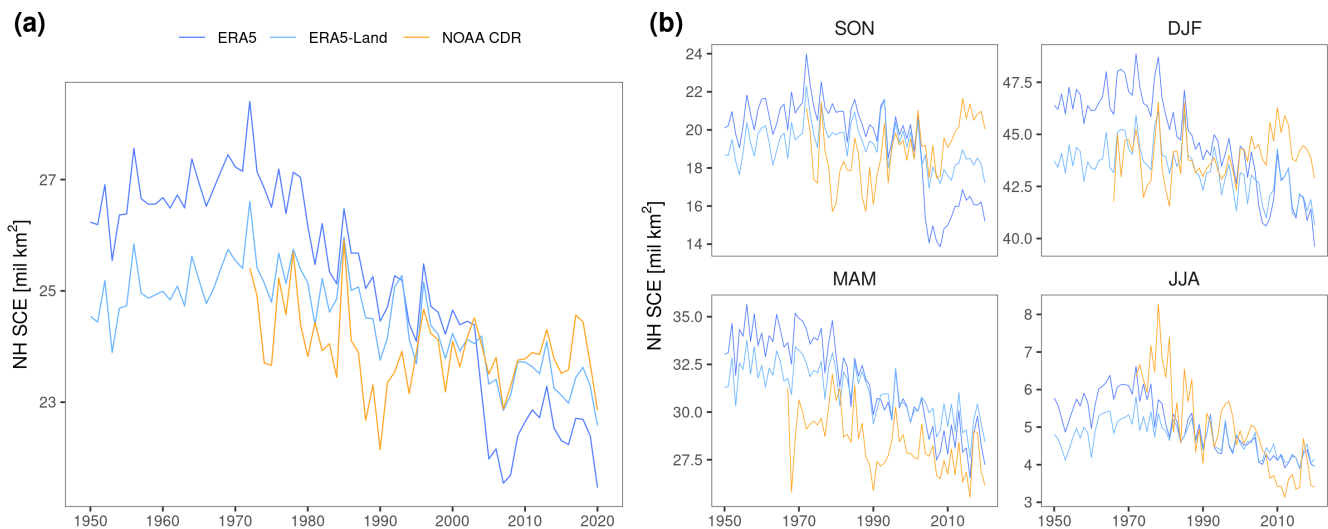 (a)
ERA5 ERA5-Land NOAA CDR
NH SCE [mil km²]
27
25
23
1950 1960 1970 1980 1990 2000 2010 2020
(b)
NH SCE [mil km²]
SON
24
22
20
18
16
14
DJF
47.5
45.0
42.5
40.0
MAM
35.0
32.5
30.0
27.5
1950 1970 1990 2010
JJA
8
7
6
5
4
3
1950 1970 1990 2010